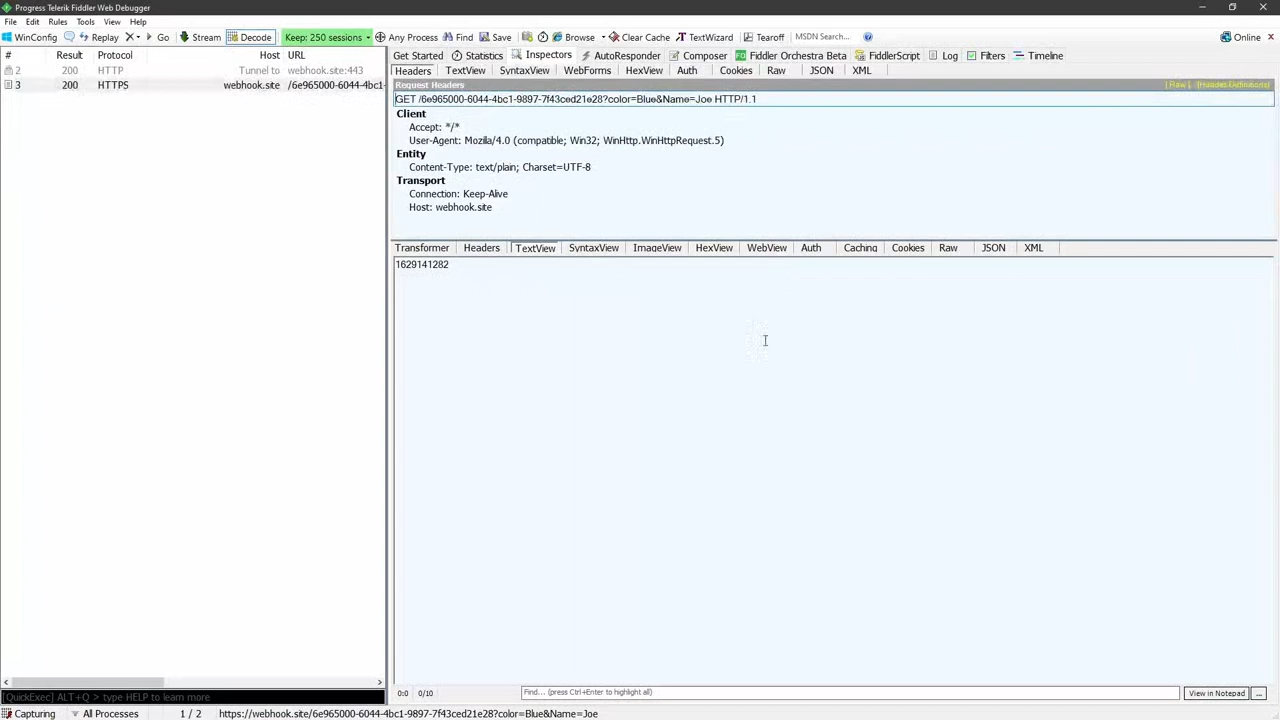 Progress Telerik Fiddler Web Debugger
File Edit Rules Tools View Help
WinConfig Replay Go Stream Decode Keep: 250 sessions Any Process Find Save Browse Clear Cache TextWizard Tearoff MSDN Search... Online
# Result Protocol Host URL
2 200 HTTP Tunnel to webhook.site:443
3 200 HTTPS webhook.site /6e965000-6044-4bc1-
Get Started Statistics Inspectors AutoResponder Composer Fiddler Orchestra Beta FiddlerScript Log Filters Timeline
Headers TextView SyntaxView WebForms HexView Auth Cookies Raw JSON XML
Request Headers [ Raw ] [Header Definitions]
GET /6e965000-6044-4bc1-9897-7f43ced21e28?color=Blue&Name=Joe HTTP/1.1
Client
Accept: */*
User-Agent: Mozilla/4.0 (compatible; Win32; WinHttp.WinHttpRequest.5)
Entity
Content-Type: text/plain; Charset=UTF-8
Transport
Connection: Keep-Alive
Host: webhook.site
Transformer Headers TextView SyntaxView ImageView HexView WebView Auth Caching Cookies Raw JSON XML
1629141282
0:0 0/10 Find... (press Ctrl+Enter to highlight all) View in Notepad ...
[QuickExec] ALT+Q > type HELP to learn more
Capturing All Processes 1 / 2 https://webhook.site/6e965000-6044-4bc1-9897-7f43ced21e28?color=Blue&Name=Joe